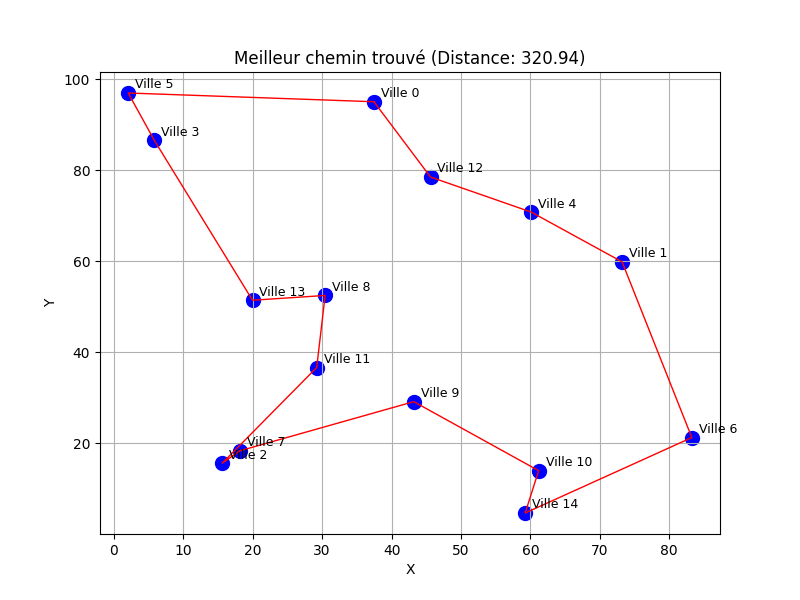 Meilleur chemin trouvé (Distance: 320.94)
100
80
60
40
20
Y
Ville 5
Ville 0
Ville 3
Ville 12
Ville 4
Ville 1
Ville 13
Ville 8
Ville 11
Ville 9
Ville 6
Ville 7
Ville 2
Ville 10
Ville 14
0 10 20 30 40 50 60 70 80
X